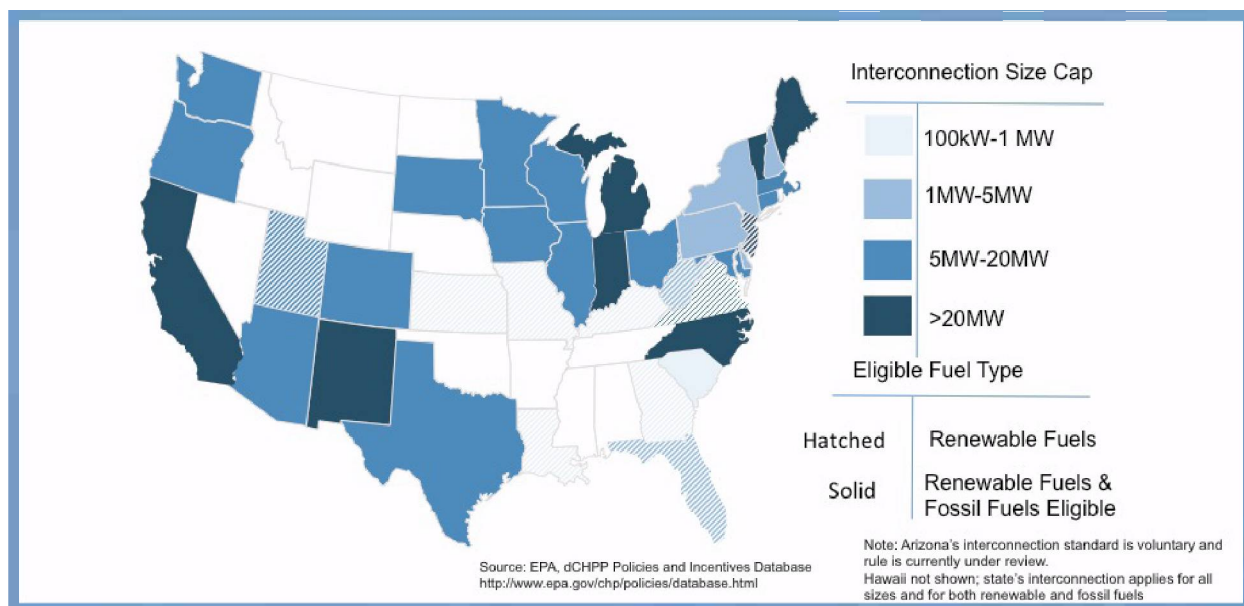 Interconnection Size Cap
100kW-1 MW
1MW-5MW
5MW-20MW
>20MW
Eligible Fuel Type
Hatched
Renewable Fuels
Solid
Renewable Fuels &
Fossil Fuels Eligible
Source: EPA, dCHPP Policies and Incentives Database
http://www.epa.gov/chp/policies/database.html
Note: Arizona's interconnection standard is voluntary and
rule is currently under review.
Hawaii not shown; state's interconnection applies for all
sizes and for both renewable and fossil fuels